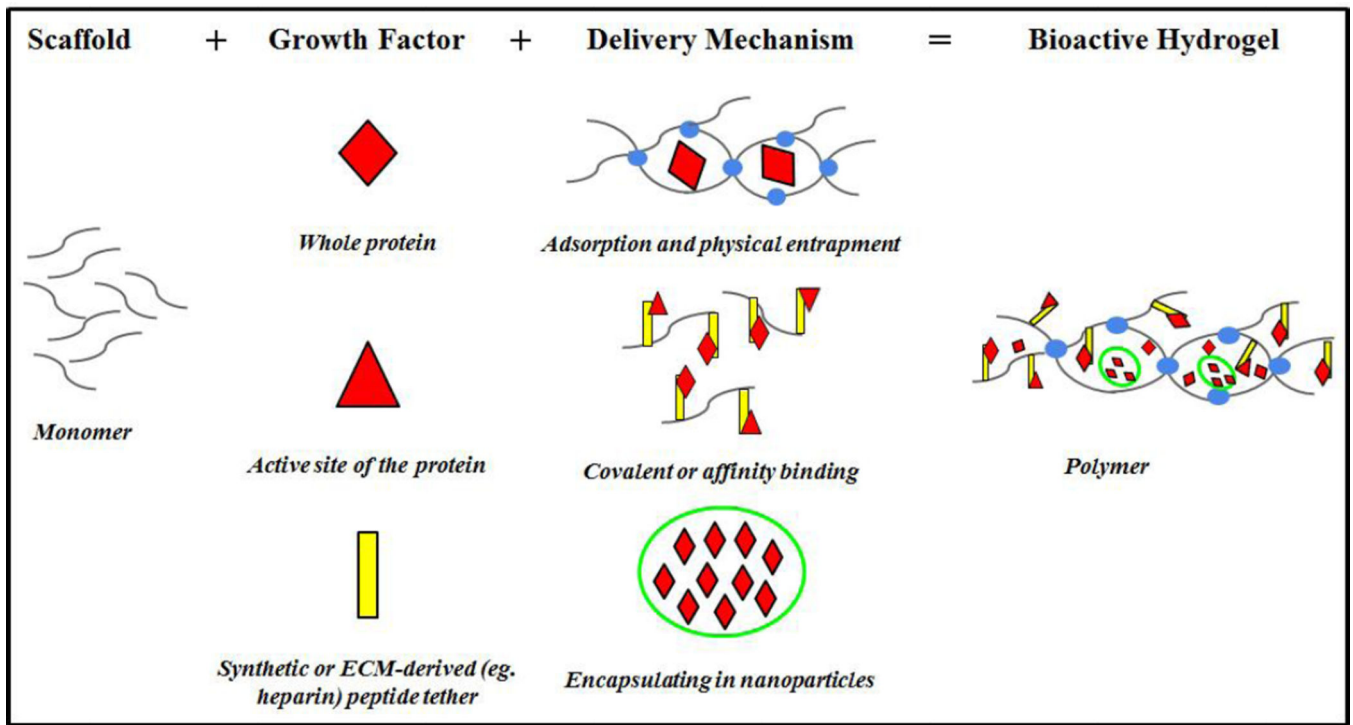 Scaffold + Growth Factor + Delivery Mechanism = Bioactive Hydrogel
Whole protein
Adsorption and physical entrapment
Monomer
Active site of the protein
Covalent or affinity binding
Polymer
Synthetic or ECM-derived (eg.
heparin) peptide tether
Encapsulating in nanoparticles